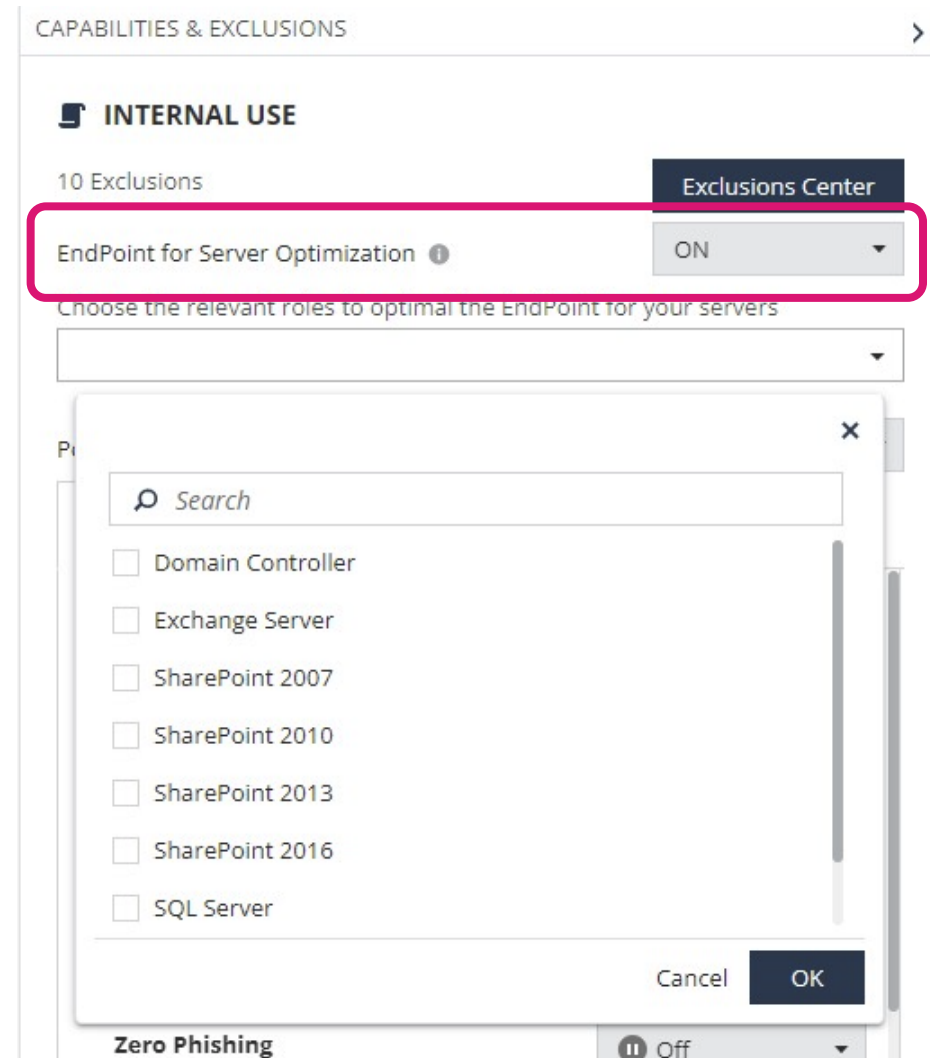 CAPABILITIES & EXCLUSIONS
INTERNAL USE
10 Exclusions
Exclusions Center
EndPoint for Server Optimization
ON
Choose the relevant roles to optimal the EndPoint for your servers
Search
Domain Controller
Exchange Server
SharePoint 2007
SharePoint 2010
SharePoint 2013
SharePoint 2016
SQL Server
Cancel
OK
Zero Phishing
Off